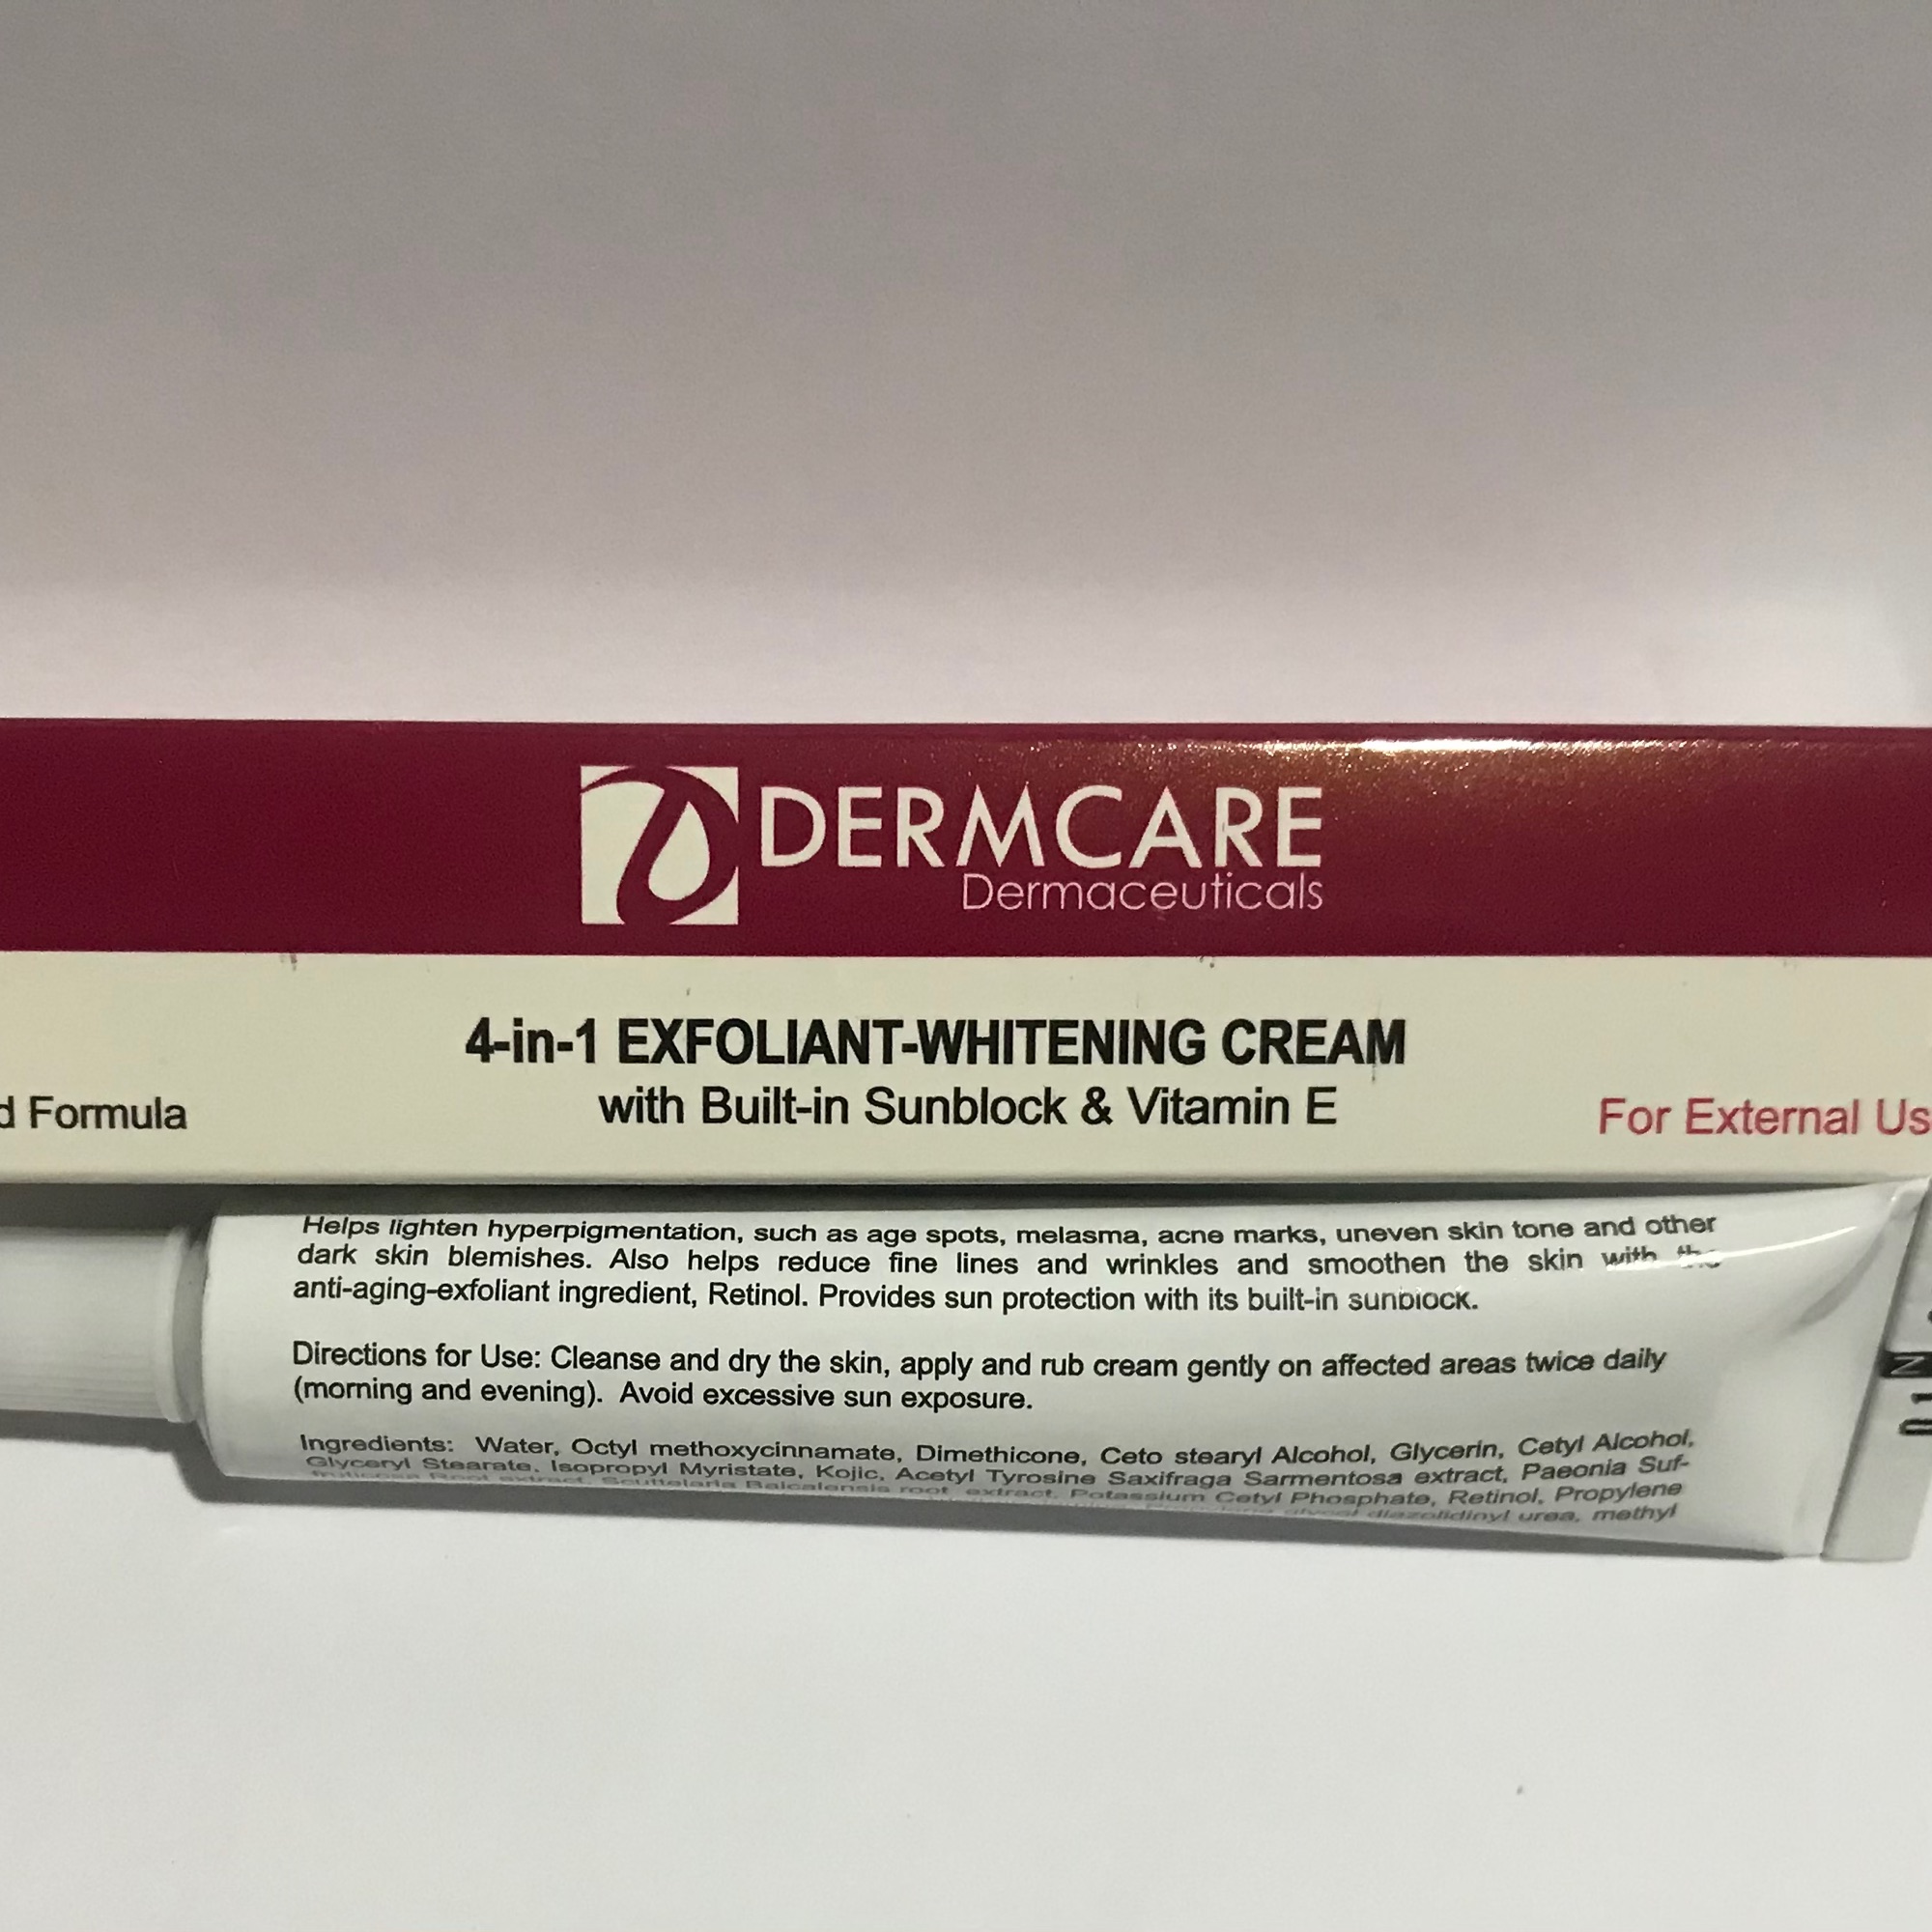 DERMCARE
Dermaceuticals
4-in-1 EXFOLIANT-WHITENING CREAM
with Built-in Sunblock & Vitamin E
Formula
For External
Helps lighten hyperpigmentation, such as age spots, melasma, acne marks, uneven skin tone and other
dark skin blemishes. Also helps reduce fine lines and wrinkles and smoothen the skin with the
anti-aging-exfoliant ingredient, Retinol. Provides sun protection with its built-in sunblock.
Directions for Use: Cleanse and dry the skin, apply and rub cream gently on affected areas twice daily
(morning and evening). Avoid excessive sun exposure.
Ingredients: Water, Octyl methoxycinnamate, Dimethicone, Ceto stearyl Alcohol, Glycerin, Cetyl Alcohol,
Glyceryl Stearate, Isopropyl Myristate, Kojic, Acetyl Tyrosine Saxifraga Sarmentosa extract, Paeonia Suf-
root extract, Potassium Cetyl Phosphate, Retinol, Propylene
diazolidinyl urea, methyl